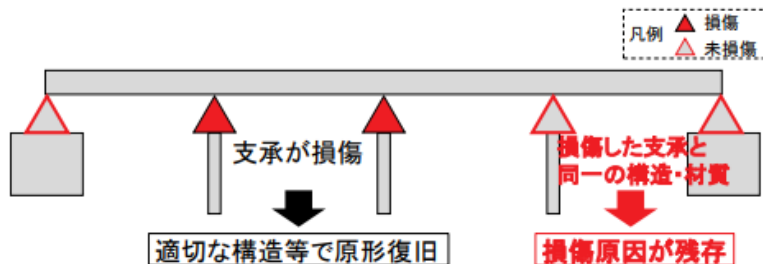 凡例
損傷
未損傷
支承が損傷
損傷した支承と
同一の構造・材質
適切な構造等で原形復旧
損傷原因が残存